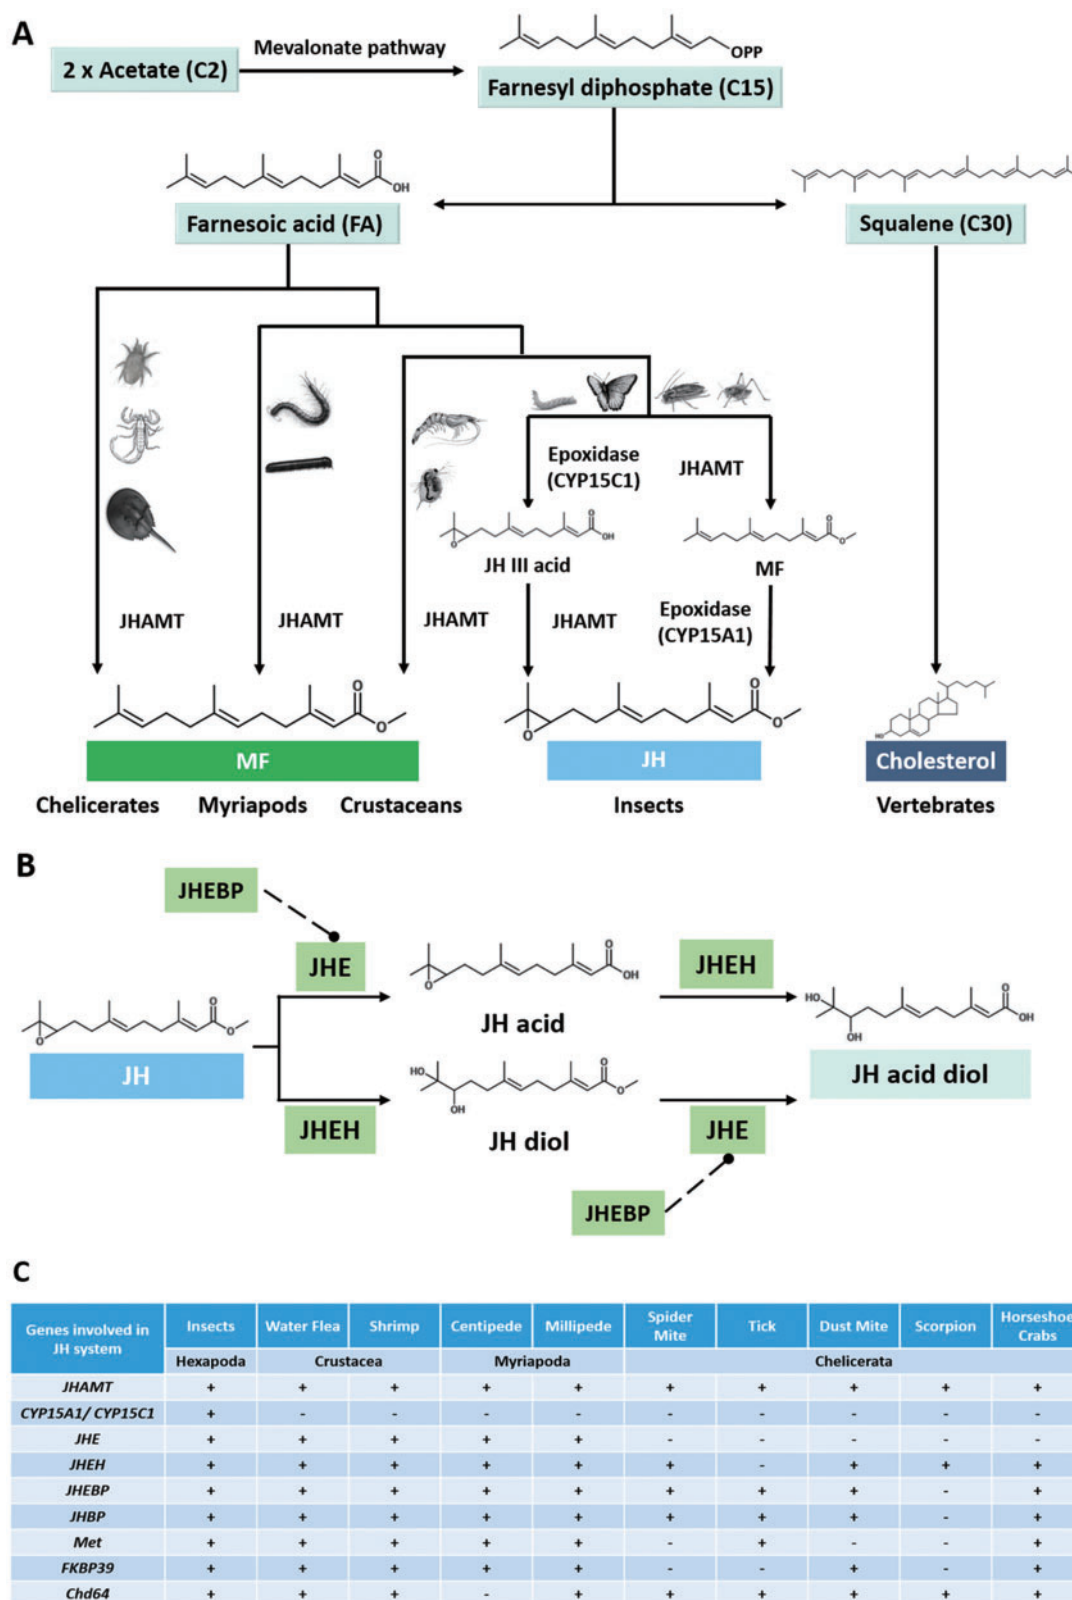 A
2 x Acetate (C2)
Mevalonate pathway
OPP
Farnesyl diphosphate (C15)
O
OH
Farnesoic acid (FA)
Squalene (C30)
Epoxidase
(CYP15C1)
JHAMT
O
OH
O
JH III acid
O
O
MF
JHAMT
JHAMT
JHAMT
JHAMT
Epoxidase
(CYP15A1)
O
O
MF
O
O
O
JH
HO
Cholesterol
Chelicerates
Myriapods
Crustaceans
Insects
Vertebrates
B
JHEBP
JHE
O
OH
O
JH acid
JHEH
O
O
O
JH
HO
OH
O
OH
JH acid diol
JHEH
HO
OH
O
O
JH diol
JHE
JHEBP
C
Genes involved in JH system Insects Water Flea Shrimp Centipede Millipede Spider Mite Tick Dust Mite Scorpion Horseshoe Crabs
Hexapoda Crustacea Myriapoda Chelicerata
JHAMT + + + + + + + + + +
CYP15A1/ CYP15C1 + - - - - - - - - -
JHE + + + + + - - - - -
JHEH + + + + + + - + + +
JHEBP + + + + + + + + - +
JHBP + + + + + + + + - +
Met + + + + + - + - - +
FKBP39 + + + + + - - + - +
Chd64 + + + - + + + + + +